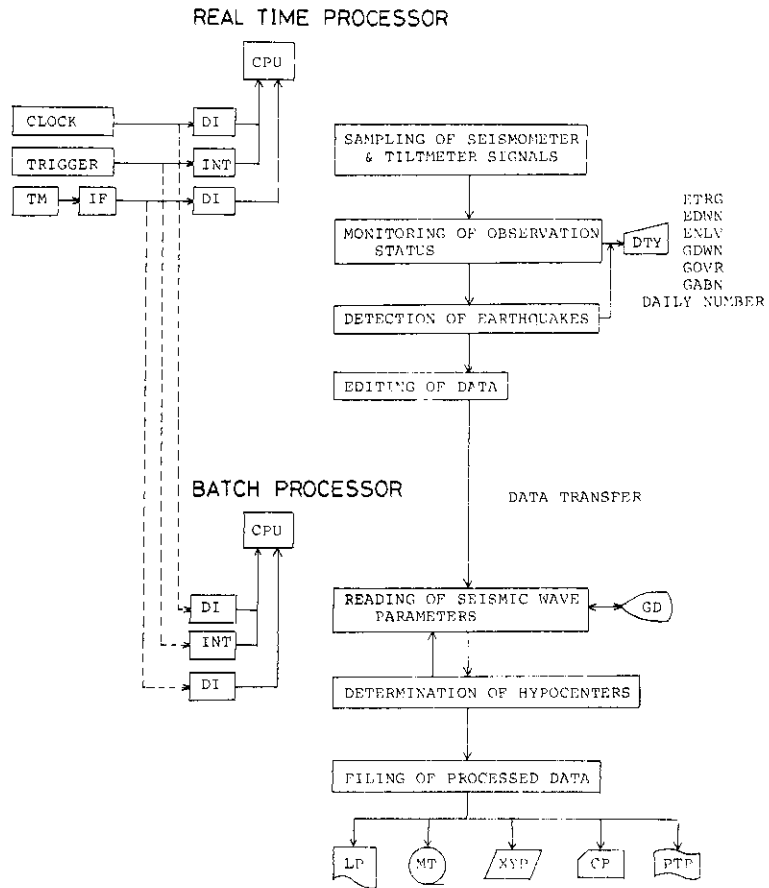 REAL TIME PROCESSOR
CPU
CLOCK
DI
TRIGGER
INT
TM
IF
DI
SAMPLING OF SEISMOMETER
& TILTMETER SIGNALS
MONITORING OF OBSERVATION
STATUS
DTY
ETRG
EDWN
ENLV
GDWN
GOVR
GABN
DAILY NUMBER
DETECTION OF EARTHQUAKES
EDITING OF DATA
BATCH PROCESSOR
DATA TRANSFER
CPU
DI
INT
DI
READING OF SEISMIC WAVE
PARAMETERS
GD
DETERMINATION OF HYPOCENTERS
FILING OF PROCESSED DATA
LP
MT
XYP
CP
PTP